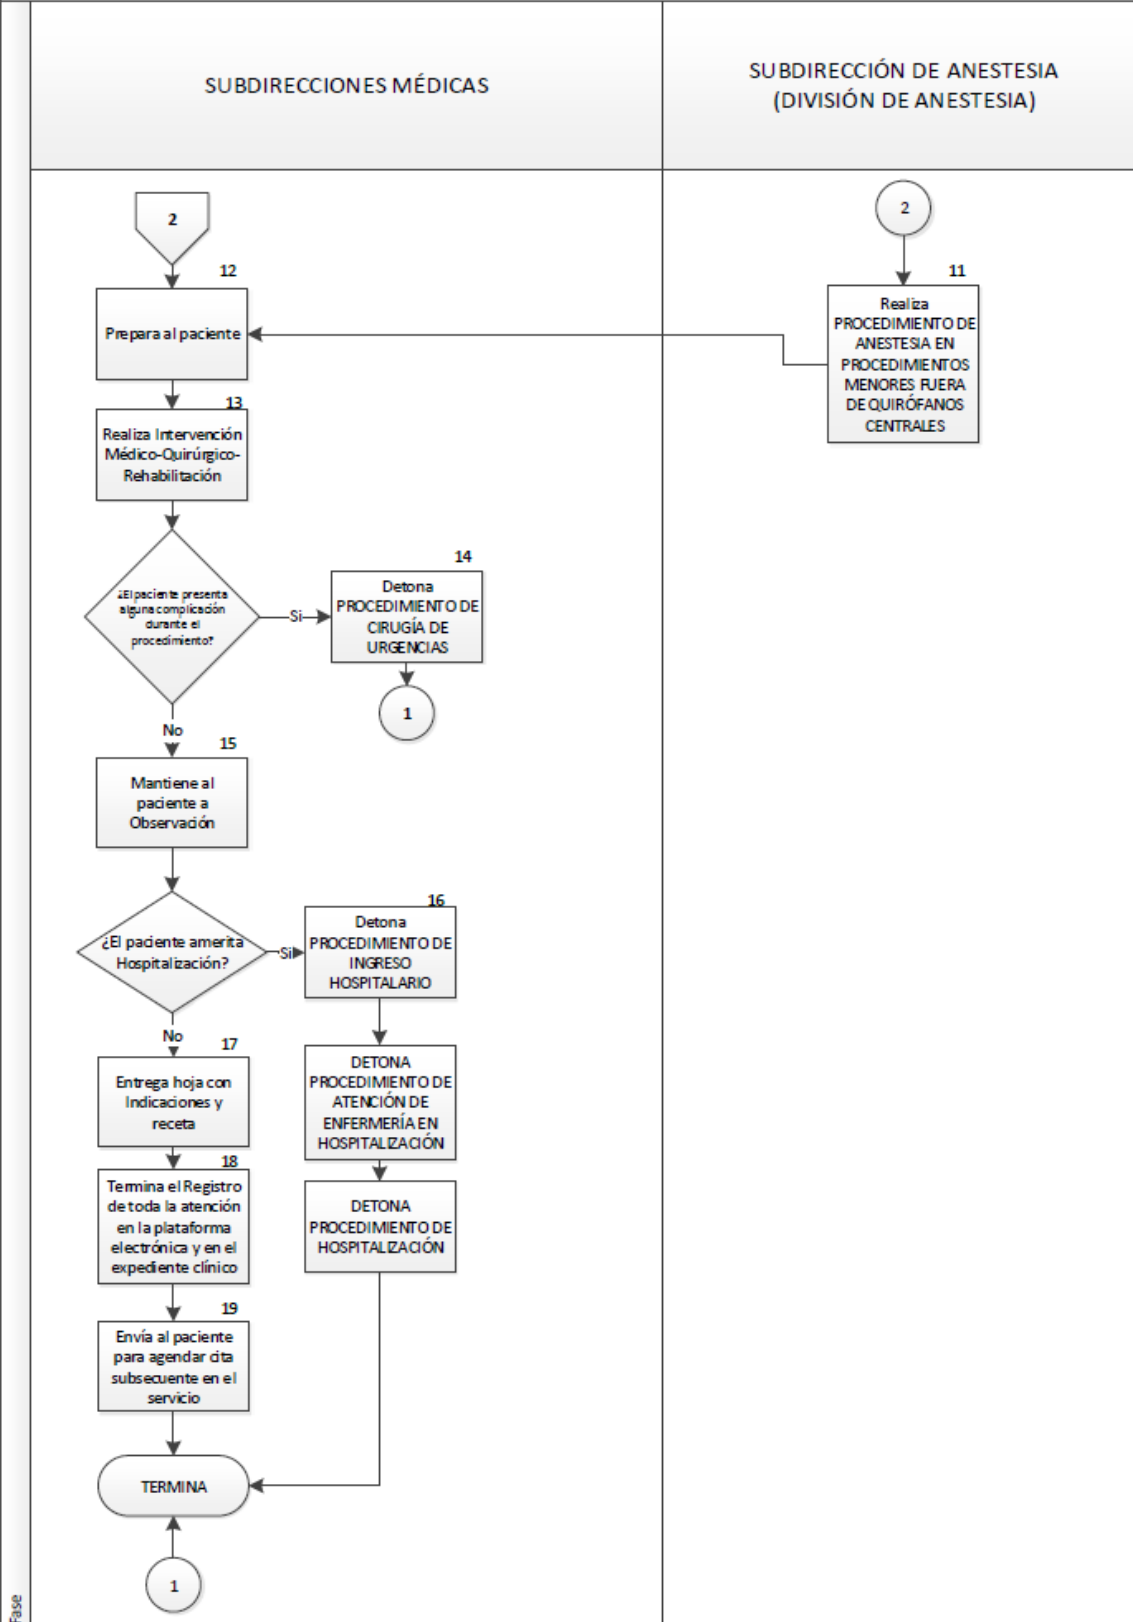 SUBDIRECCIONES MÉDICAS
SUBDIRECCIÓN DE ANESTESIA
(DIVISIÓN DE ANESTESIA)
2
12
Prepara al paciente
2
11
Realiza
PROCEDIMIENTO DE
ANESTESIA EN
PROCEDIMIENTOS
MENORES FUERA
DE QUIRÓFANOS
CENTRALES
13
Realiza Intervención
Médico-Quirúrgico-
Rehabilitación
¿El paciente presenta
alguna complicación
durante el
procedimiento?
Si
14
Detona
PROCEDIMIENTO DE
CIRUGÍA DE
URGENCIAS
1
No
15
Mantiene al
paciente a
Observación
¿El paciente amerita
Hospitalización?
Si
16
Detona
PROCEDIMIENTO DE
INGRESO
HOSPITALARIO
DETONA
PROCEDIMIENTO DE
ATENCIÓN DE
ENFERMERÍA EN
HOSPITALIZACIÓN
DETONA
PROCEDIMIENTO DE
HOSPITALIZACIÓN
No
17
Entrega hoja con
Indicaciones y
receta
18
Termina el Registro
de toda la atención
en la plataforma
electrónica y en el
expediente clínico
19
Envía al paciente
para agendar cita
subsecuente en el
servicio
TERMINA
1
Fase